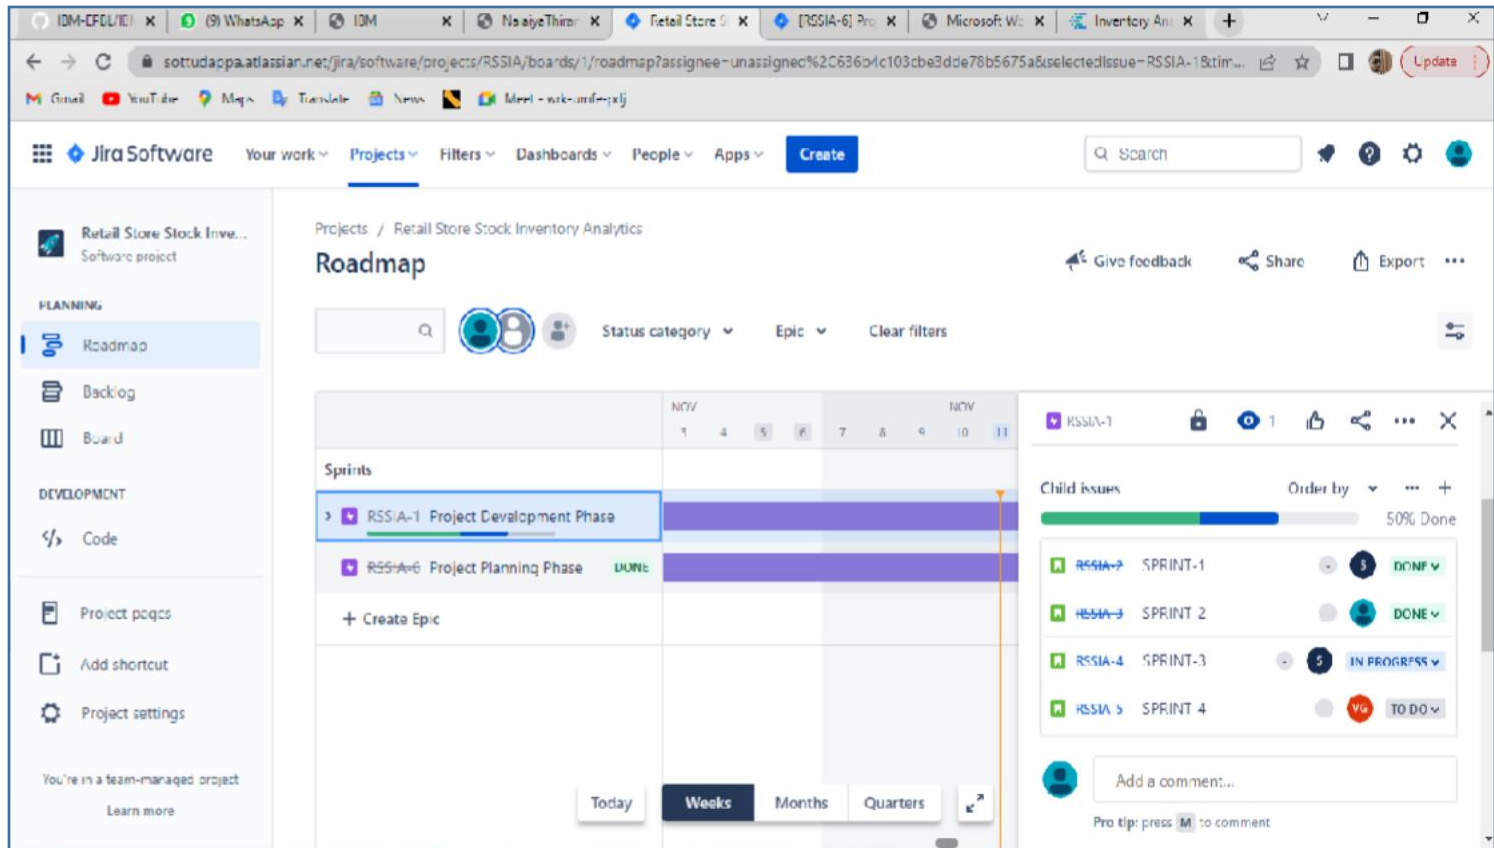 IBM-EFBL/IB
(9) WhatsApp
IBM
NalaiyaThiran
Retail Store S
[RSSIA-6] Pro
Microsoft Wo
Inventory Ana
sottudappa.atlassian.net/jira/software/projects/RSSIA/boards/1/roadmap?assignee=unassigned%2C636b4c103cbe3dde78b5675a&selectedIssue=RSSIA-1&tim...
Update
Gmail
YouTube
Maps
Translate
News
Jira Software
Your work
Projects
Filters
Dashboards
People
Apps
Create
Search
Retail Store Stock Inve...
Software project
PLANNING
Roadmap
Backlog
Board
DEVELOPMENT
Code
Project pages
Add shortcut
Project settings
You're in a team-managed project
Learn more
Projects / Retail Store Stock Inventory Analytics
Roadmap
Give feedback
Share
Export
Status category
Epic
Clear filters
NOV NOV
3 4 5 6 7 8 9 10 11
Sprints
RSSIA-1 Project Development Phase
RSSIA-6 Project Planning Phase DONE
+ Create Epic
Today
Weeks
Months
Quarters
RSSIA-1
1
Child issues
Order by
50% Done
RSSIA-2 SPRINT-1 - S DONE
RSSIA-3 SPRINT 2 DONE
RSSIA-4 SPRINT-3 - S IN PROGRESS
RSSIA 5 SPRINT 4 VG TO DO
Add a comment...
Pro tip: press M to comment